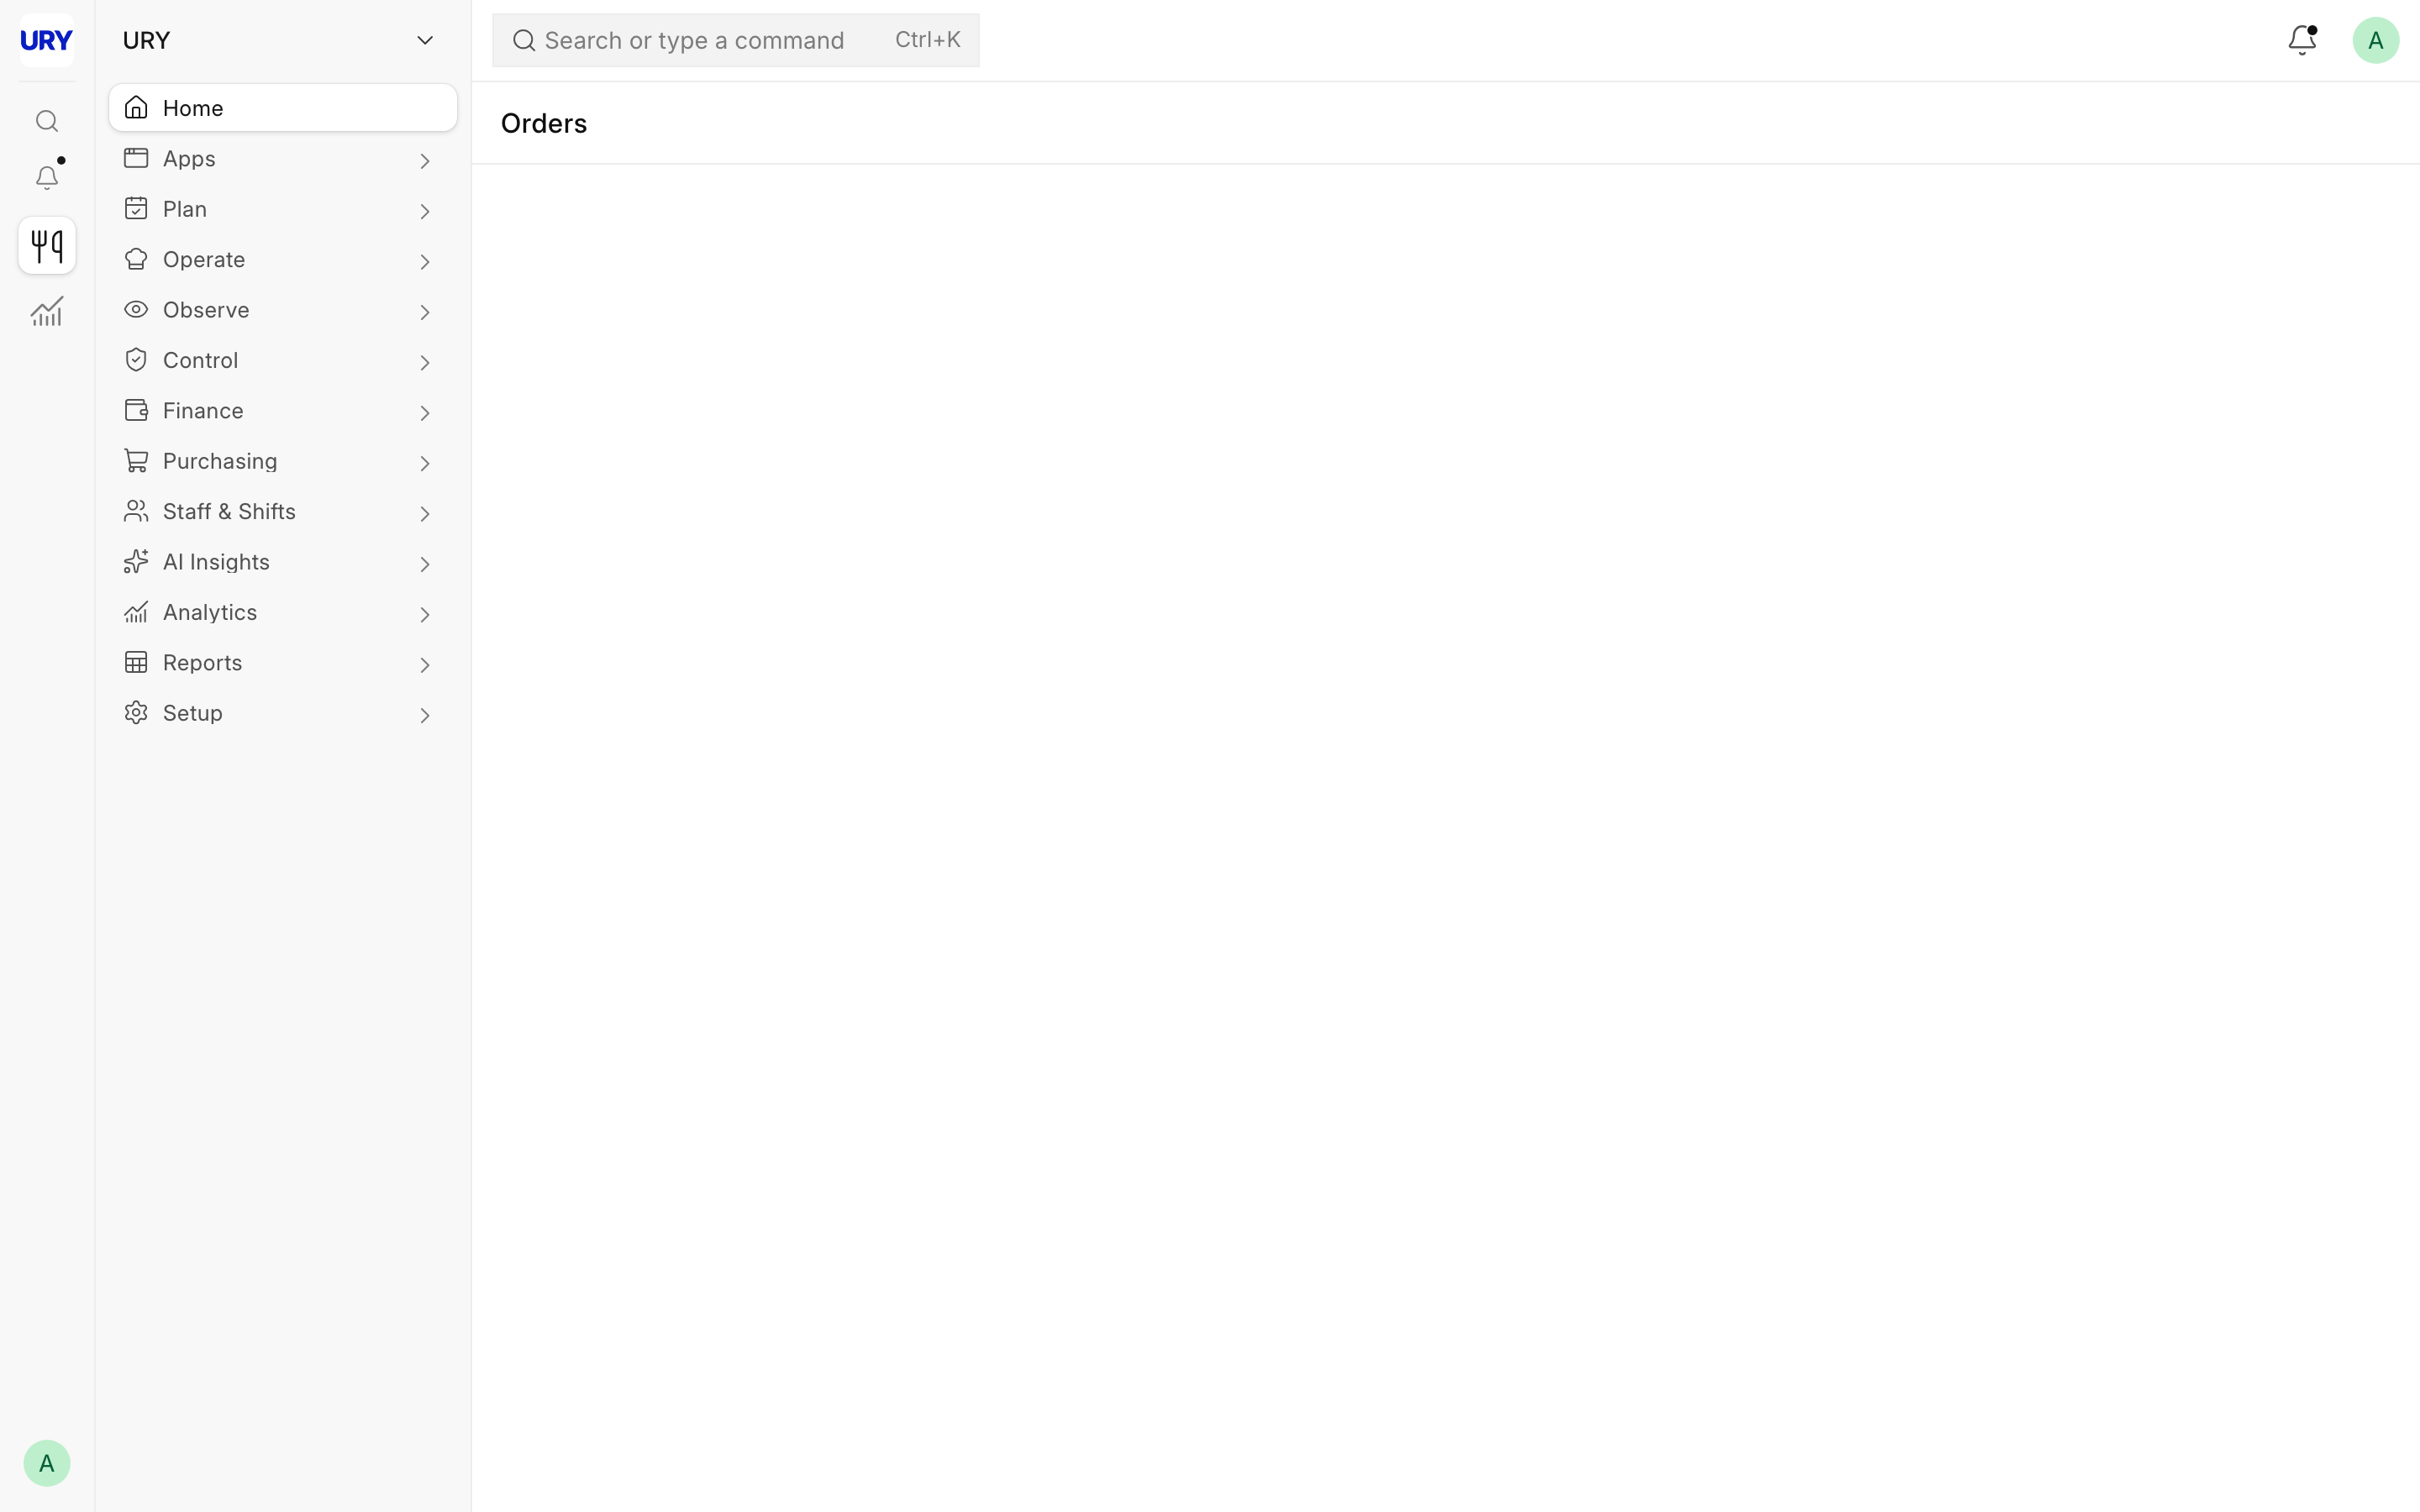 URY
URY
Search or type a command
Ctrl+K
A
Home
Orders
Apps
Plan
Operate
Observe
Control
Finance
Purchasing
Staff & Shifts
AI Insights
Analytics
Reports
Setup
A